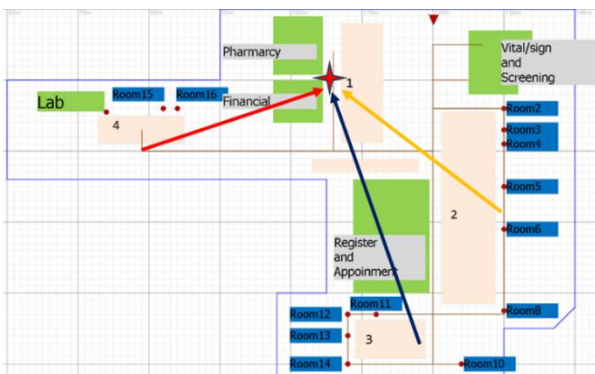 Pharmarcy
1
Vital/sign
and
Screening
Room15
Room16
Financial
Lab
4
Room2
Room3
Room4
Room5
2
Room6
Register
and
Appoinment
Room11
Room12
Room8
Room13
3
Room14
Room10